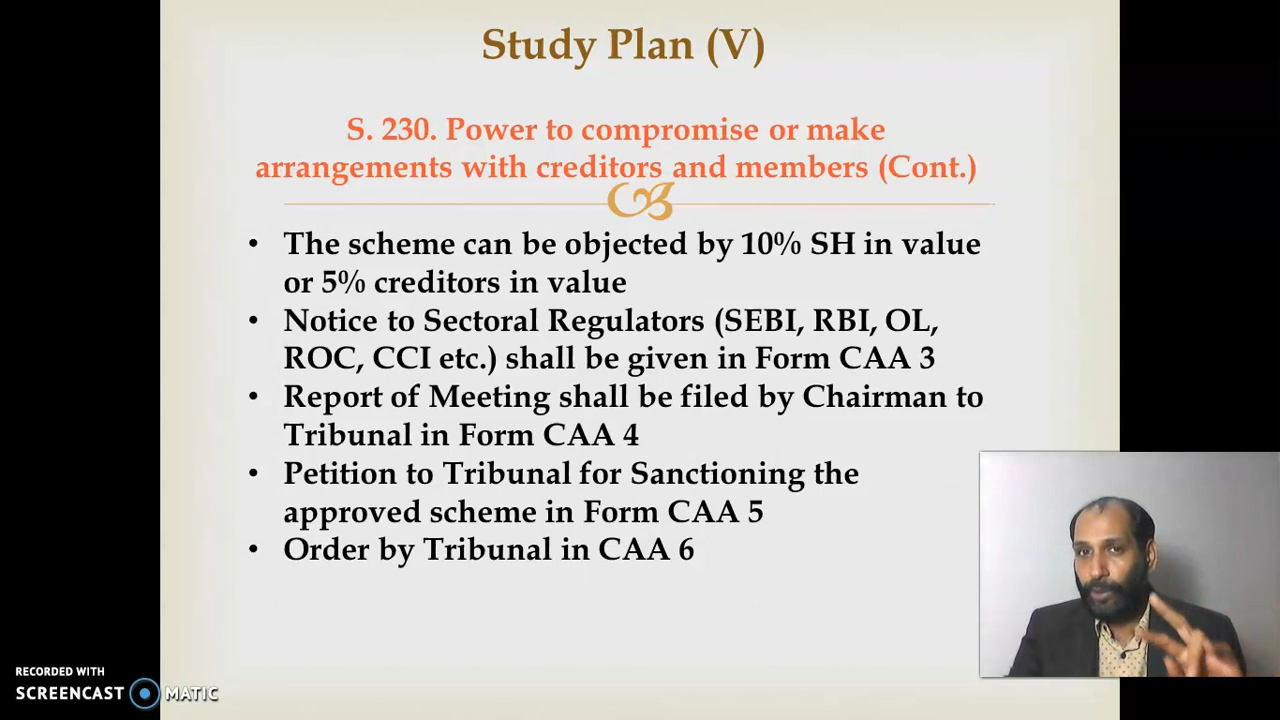 Study Plan (V)
S. 230. Power to compromise or make
arrangements with creditors and members (Cont.)
• The scheme can be objected by 10% SH in value
or 5% creditors in value
• Notice to Sectoral Regulators (SEBI, RBI, OL,
ROC, CCI etc.) shall be given in Form CAA 3
• Report of Meeting shall be filed by Chairman to
Tribunal in Form CAA 4
• Petition to Tribunal for Sanctioning the
approved scheme in Form CAA 5
• Order by Tribunal in CAA 6
RECORDED WITH
SCREENCAST MATIC